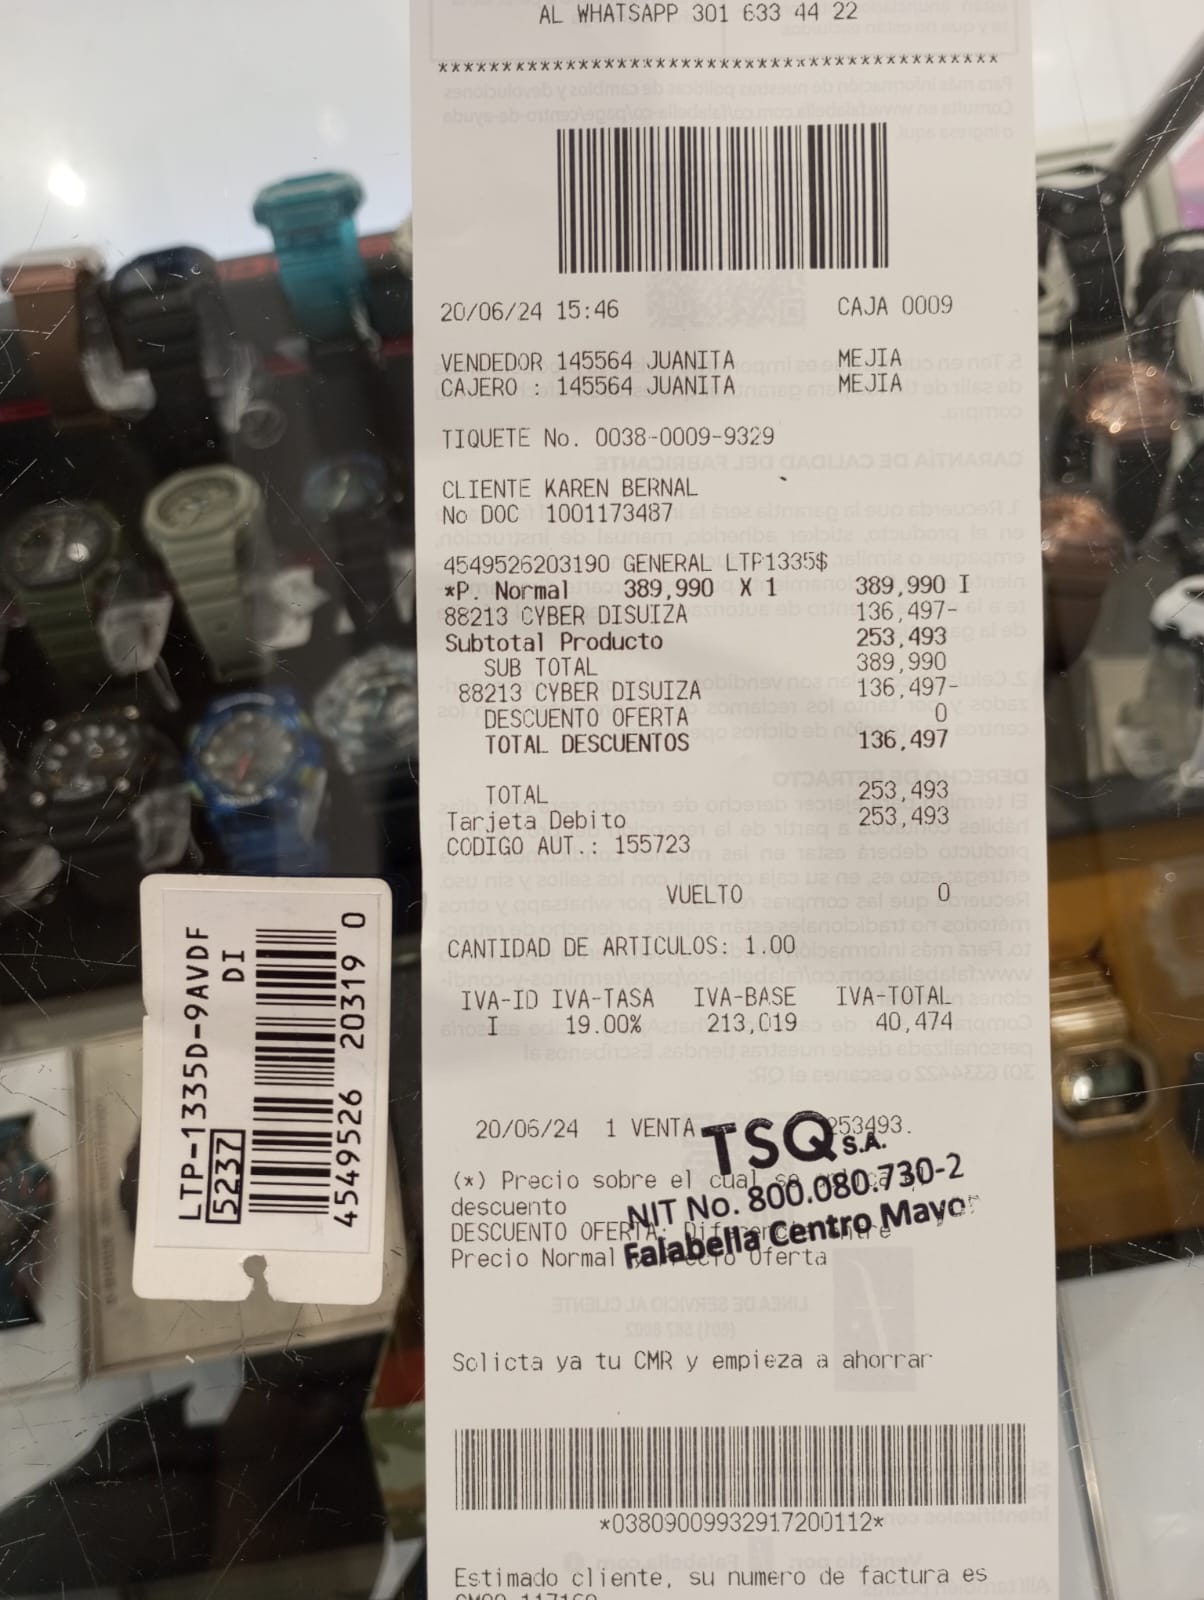 AL WHATSAPP 301 633 44 22
*******************************************
20/06/24 15:46 CAJA 0009
VENDEDOR 145564 JUANITA MEJIA
CAJERO : 145564 JUANITA MEJIA
TIQUETE No. 0038-0009-9329
CLIENTE KAREN BERNAL
No DOC 1001173487
4549526203190 GENERAL LTP1335$
*P. Normal 389,990 X 1 389,990 I
88213 CYBER DISUIZA 136,497-
Subtotal Producto 253,493
SUB TOTAL 389,990
88213 CYBER DISUIZA 136,497-
DESCUENTO OFERTA 0
TOTAL DESCUENTOS 136,497
TOTAL 253,493
Tarjeta Debito 253,493
CODIGO AUT.: 155723
VUELTO 0
CANTIDAD DE ARTICULOS: 1.00
IVA-ID IVA-TASA IVA-BASE IVA-TOTAL
I 19.00% 213,019 40,474
20/06/24 1 VENTA 253493.
TSQ S.A.
NIT No. 800.080.730-2
Falabella Centro Mayor
(*) Precio sobre el cual se
descuento
DESCUENTO OFERTA: Diferencia entre
Precio Normal y Precio Oferta
Solicta ya tu CMR y empieza a ahorrar
*03809009932917200112*
Estimado cliente, su numero de factura es
LTP-1335D-9AVDF
DI
5237
4549526 20319 0